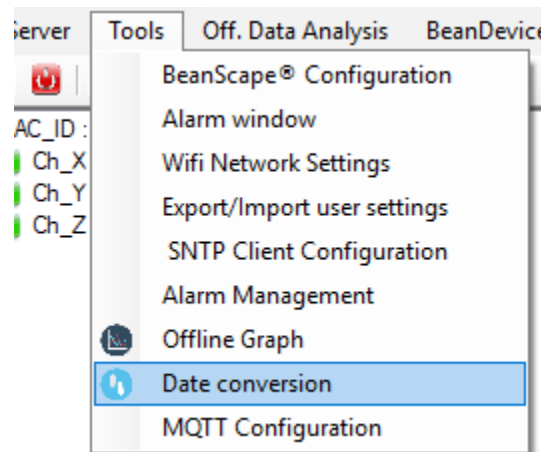 Server Tools Off. Data Analysis BeanDevice
BeanScape® Configuration
AC_ID : Alarm window
Ch_X Wifi Network Settings
Ch_Y Export/Import user settings
Ch_Z SNTP Client Configuration
Alarm Management
Offline Graph
Date conversion
MQTT Configuration